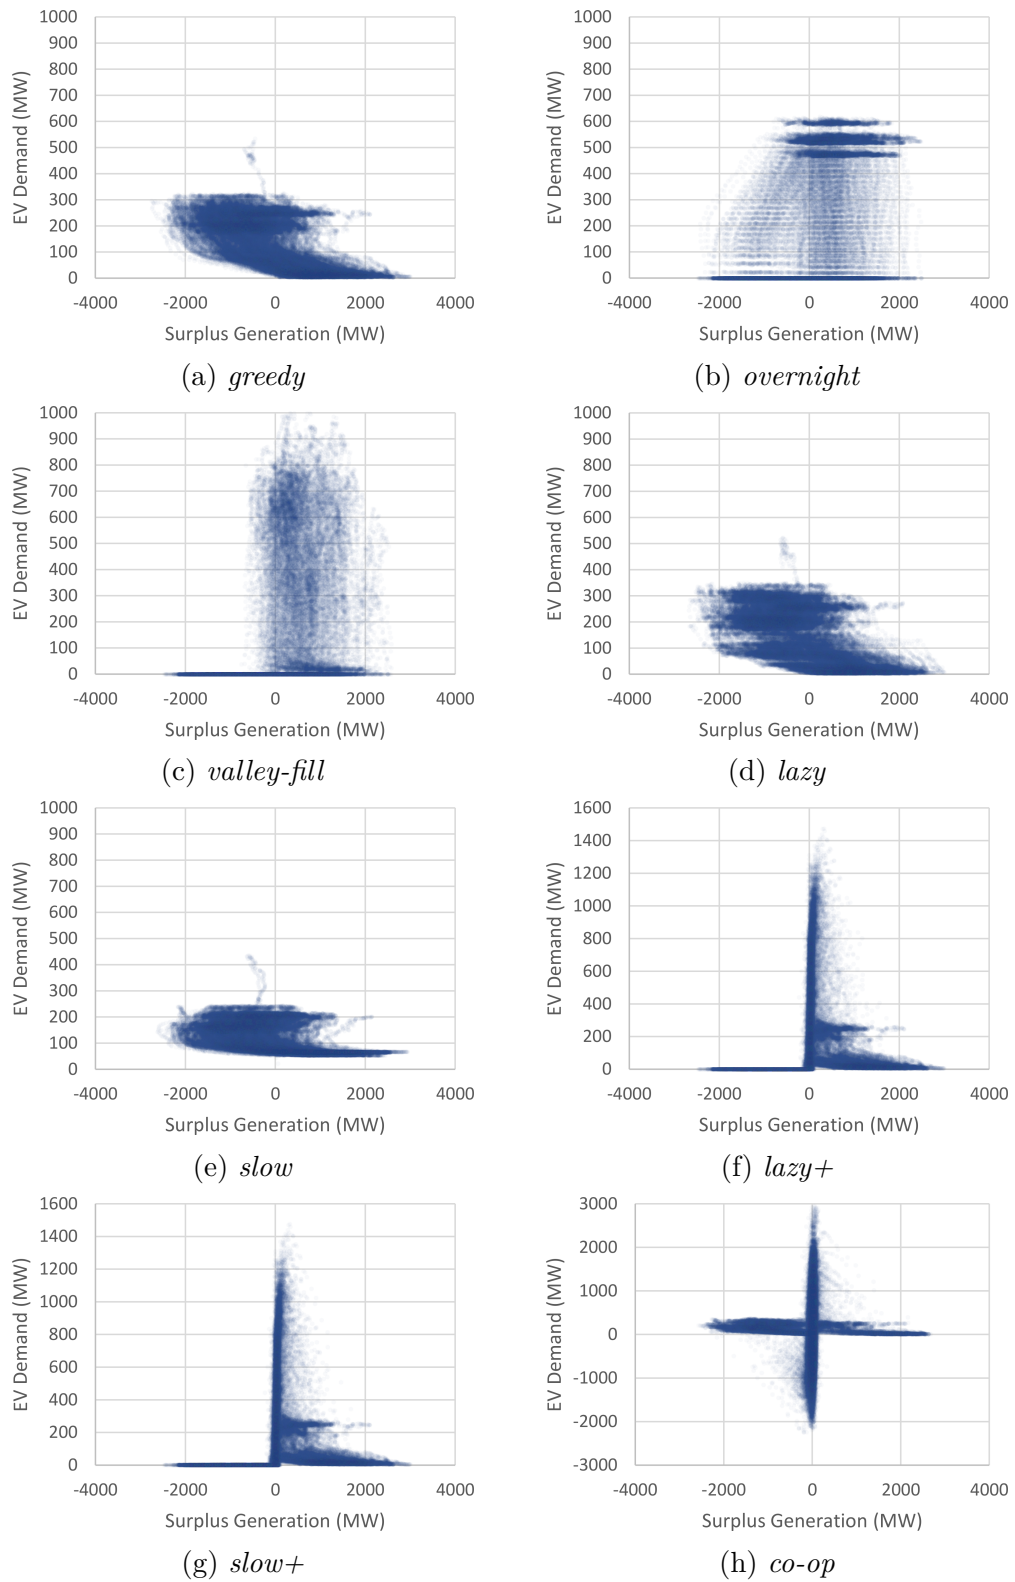 1000
900
800
700
600
500
400
300
200
100
0
EV Demand (MW)
-4000 -2000 0 2000 4000
Surplus Generation (MW)
(a) greedy
1000
900
800
700
600
500
400
300
200
100
0
EV Demand (MW)
-4000 -2000 0 2000 4000
Surplus Generation (MW)
(b) overnight
1000
900
800
700
600
500
400
300
200
100
0
EV Demand (MW)
-4000 -2000 0 2000 4000
Surplus Generation (MW)
(c) valley-fill
1000
900
800
700
600
500
400
300
200
100
0
EV Demand (MW)
-4000 -2000 0 2000 4000
Surplus Generation (MW)
(d) lazy
1000
900
800
700
600
500
400
300
200
100
0
EV Demand (MW)
-4000 -2000 0 2000 4000
Surplus Generation (MW)
(e) slow
1600
1400
1200
1000
800
600
400
200
0
EV Demand (MW)
-4000 -2000 0 2000 4000
Surplus Generation (MW)
(f) lazy+
1600
1400
1200
1000
800
600
400
200
0
EV Demand (MW)
-4000 -2000 0 2000 4000
Surplus Generation (MW)
(g) slow+
3000
2000
1000
0
-1000
-2000
-3000
EV Demand (MW)
-4000 -2000 0 2000 4000
Surplus Generation (MW)
(h) co-op